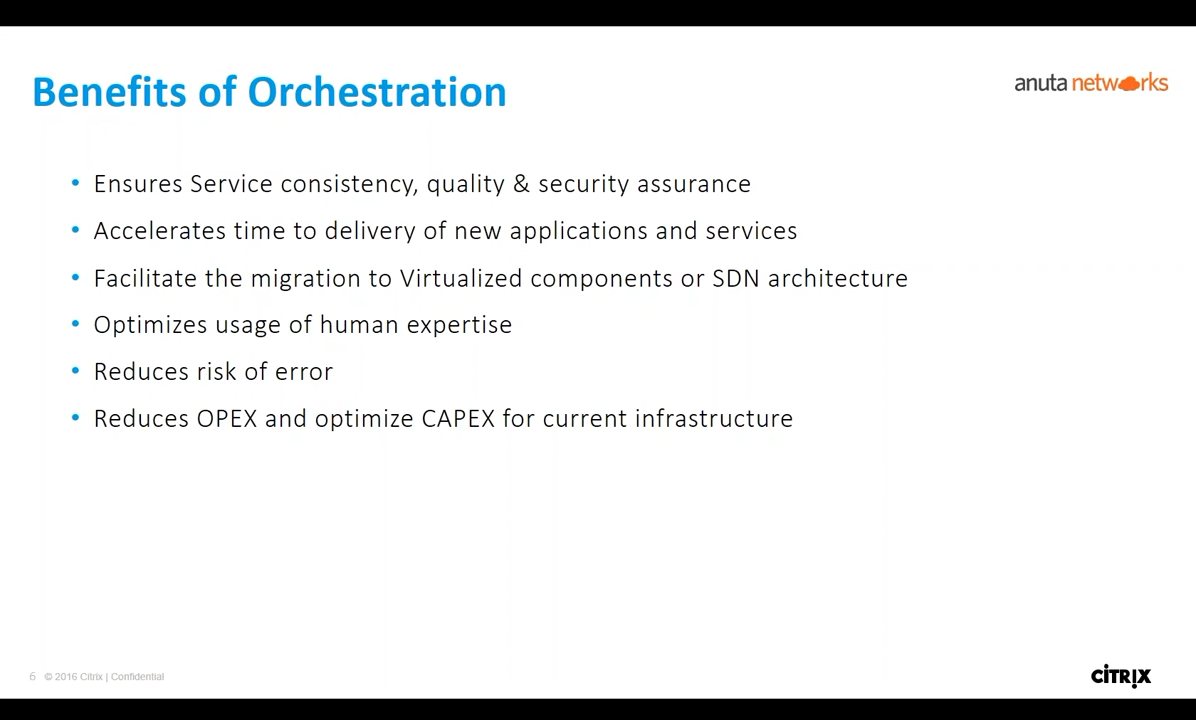 Benefits of Orchestration
anuta networks
• Ensures Service consistency, quality & security assurance
• Accelerates time to delivery of new applications and services
• Facilitate the migration to Virtualized components or SDN architecture
• Optimizes usage of human expertise
• Reduces risk of error
• Reduces OPEX and optimize CAPEX for current infrastructure
6 © 2016 Citrix | Confidential
CITRIX